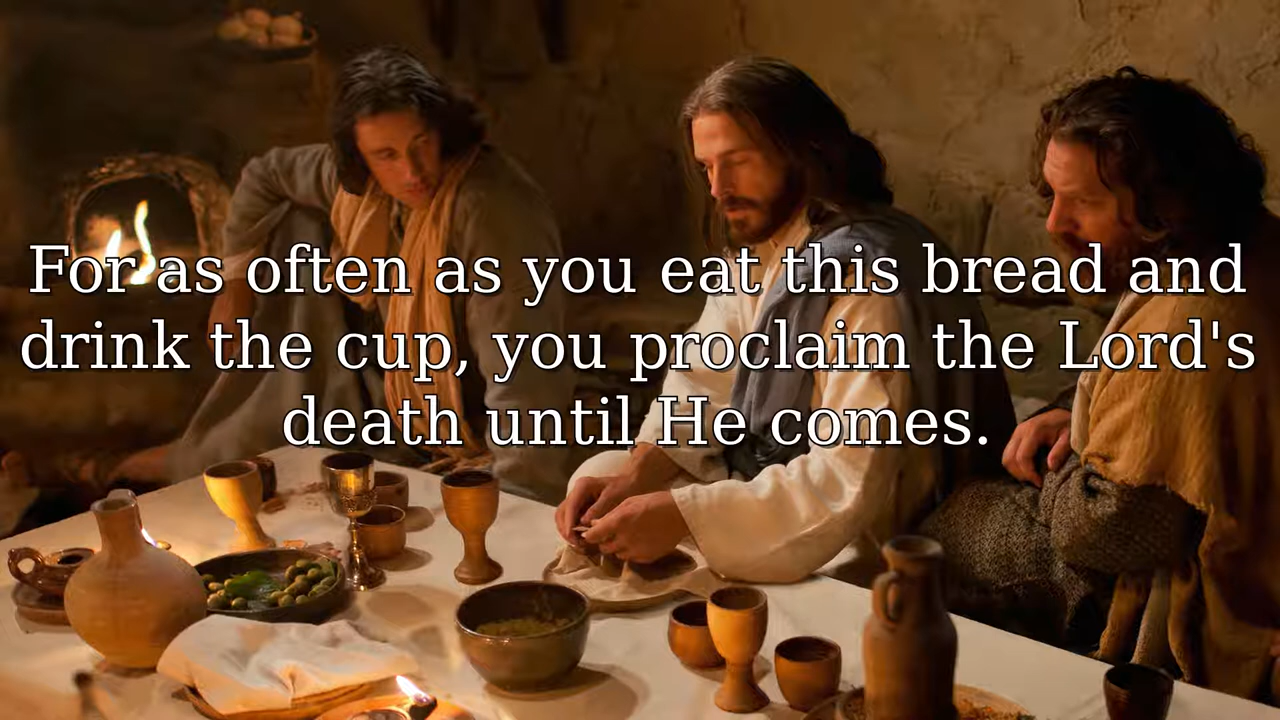 For as often as you eat this bread and
drink the cup, you proclaim the Lord's
death until He comes.